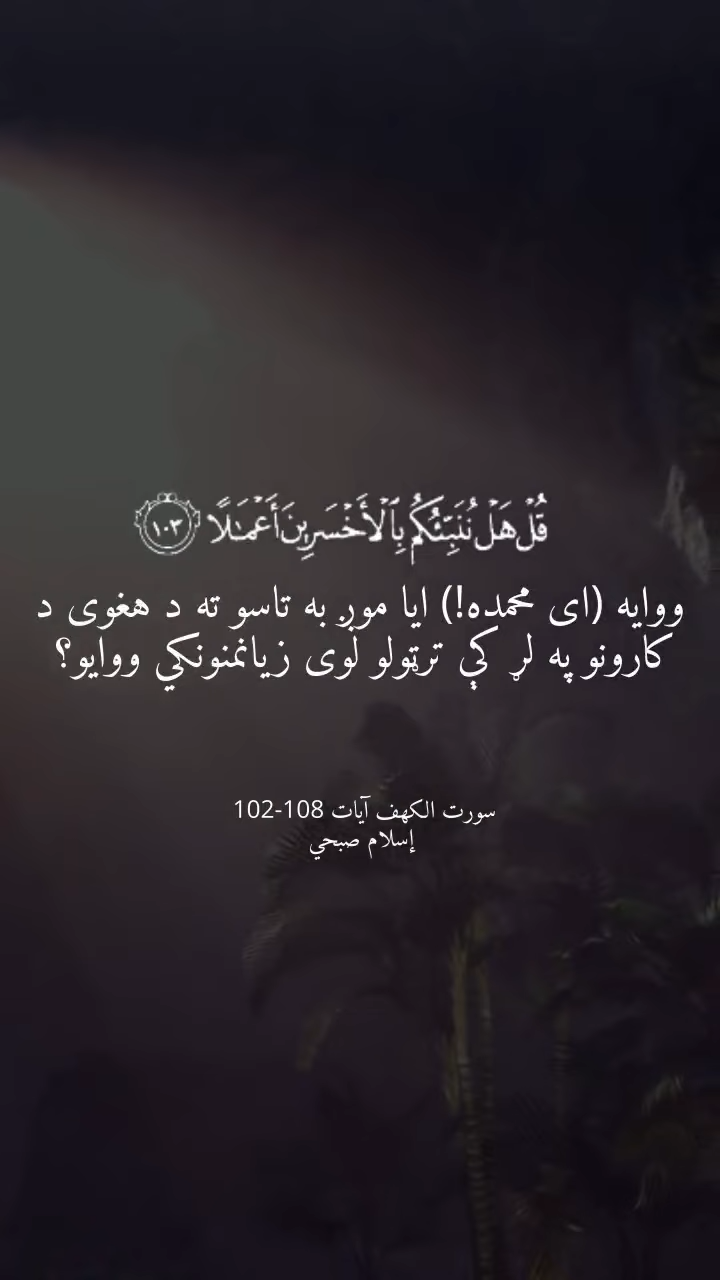 قُلْ هَلْ نُنَبِّئُكُم بِٱلْأَخْسَرِينَ أَعْمَـٰلًا ١٠٣
ووایه (ای محمده!) ایا موږ به تاسو ته د هغوی د
کارونو په لړ کې ترټولو لوی زیانمنونکي ووایو؟
سورت الكهف آيات 108-102
إسلام صبحي